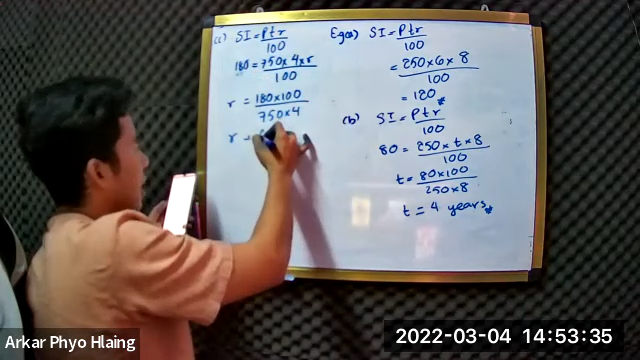 (c) SI = Ptr
100
180 = 750 x 4 x r
100
r = 180 x 100
750 x 4
r =
Eg(a) SI = Ptr
100
= 250 x 6 x 8
100
= 120
(b) SI = Ptr
100
80 = 250 x t x 8
100
t = 80 x 100
250 x 8
t = 4 years
Arkar Phyo Hlaing
2022-03-04 14:53:35